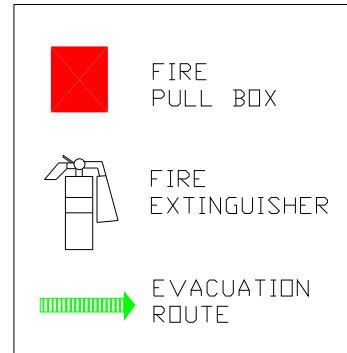 FIRE
PULL BOX
FIRE
EXTINGUISHER
EVACUATION
ROUTE